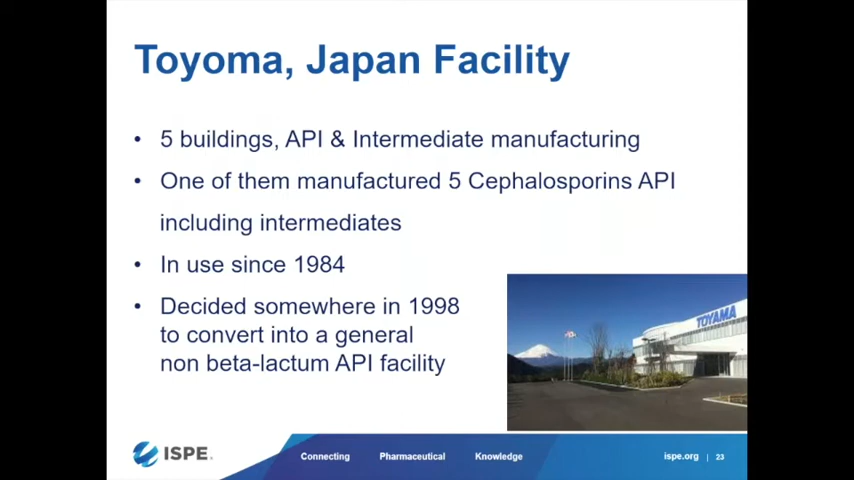 Toyoma, Japan Facility
• 5 buildings, API & Intermediate manufacturing
• One of them manufactured 5 Cephalosporins API
including intermediates
• In use since 1984
• Decided somewhere in 1998
to convert into a general
non beta-lactum API facility
TOYAMA
ISPE.
Connecting Pharmaceutical Knowledge
ispe.org | 23